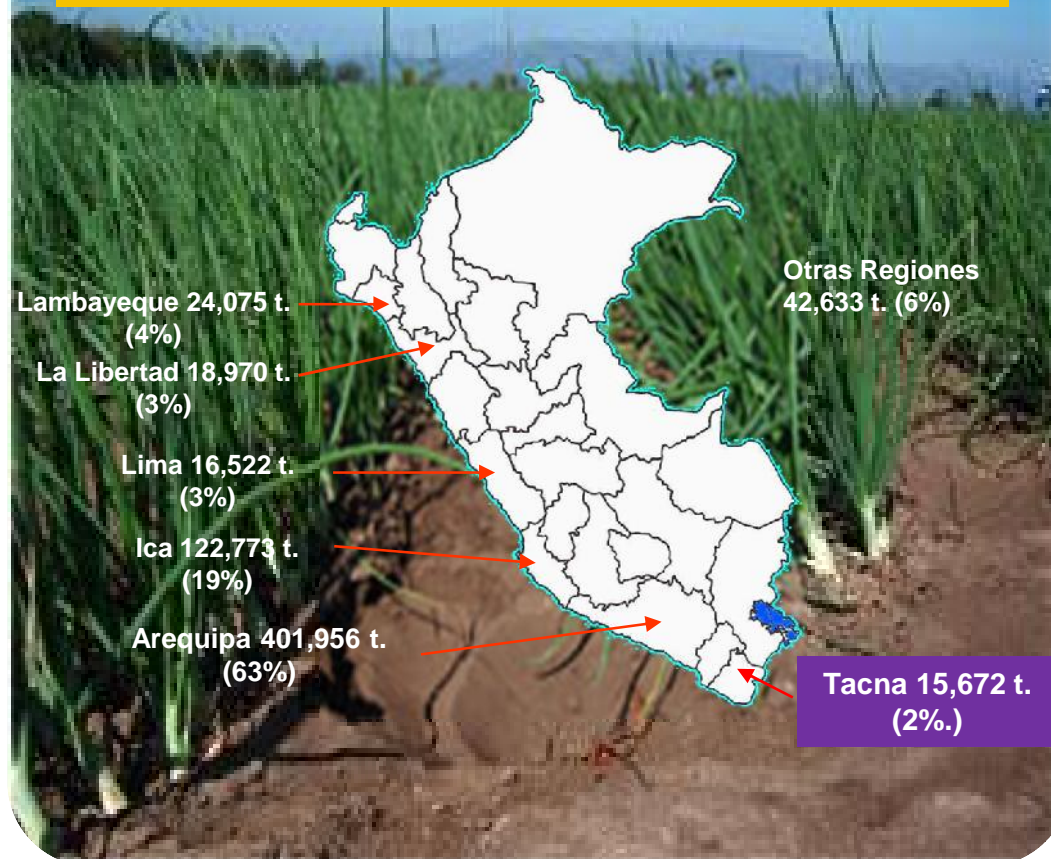 Otras Regiones
42,633 t. (6%)
Lambayeque 24,075 t.
(4%)
La Libertad 18,970 t.
(3%)
Lima 16,522 t.
(3%)
Ica 122,773 t.
(19%)
Arequipa 401,956 t.
(63%)
Tacna 15,672 t.
(2%.)